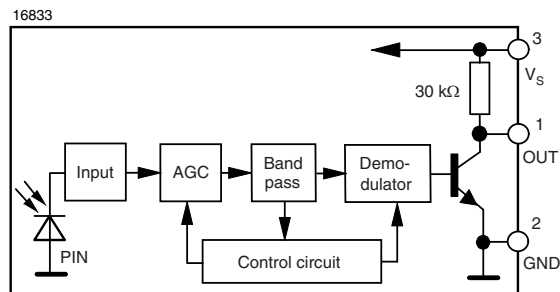 16833
3
V_S
30 kΩ
1
OUT
Input
AGC
Band
pass
Demo-
dulator
2
GND
PIN
Control circuit